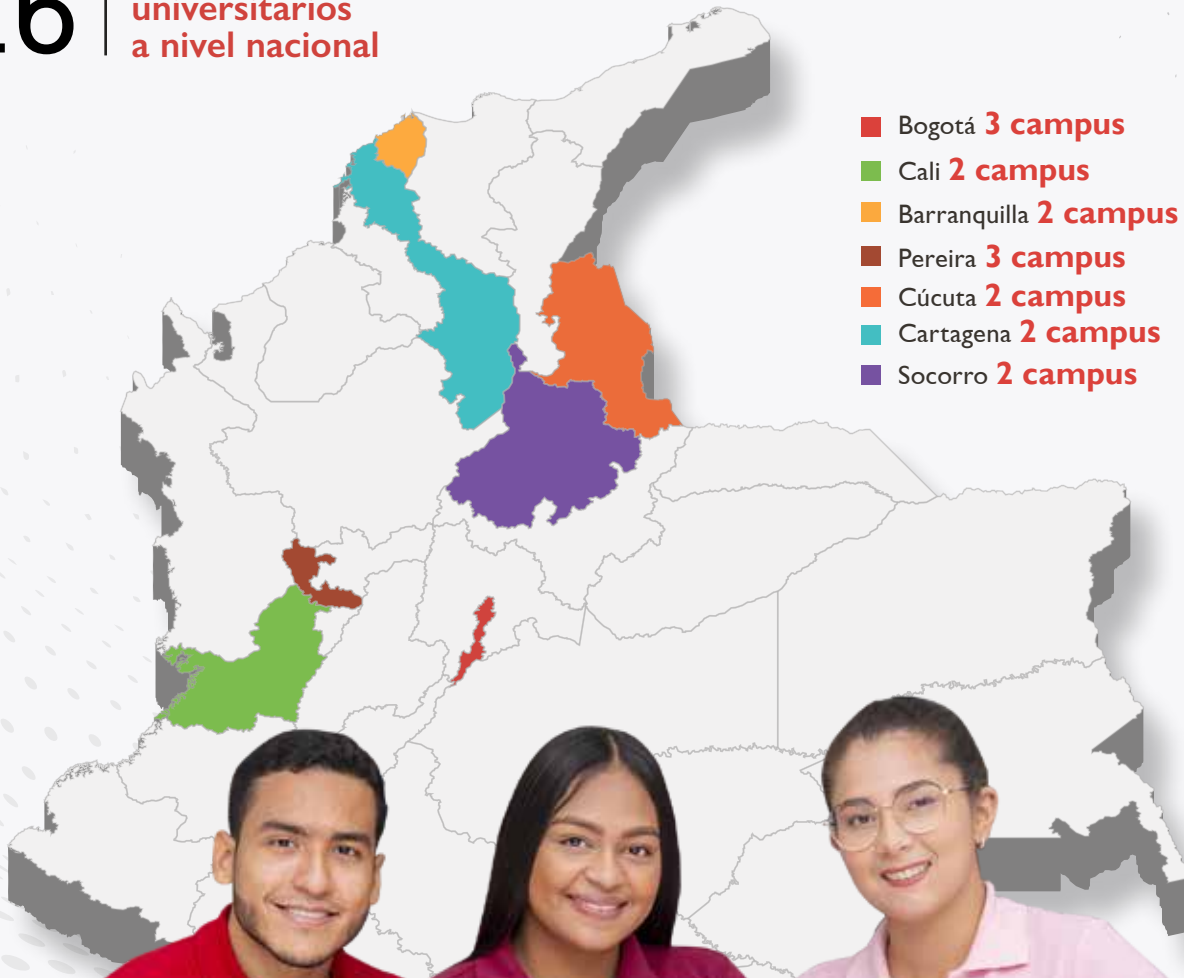 16
universitarios
a nivel nacional
Bogotá 3 campus
Cali 2 campus
Barranquilla 2 campus
Pereira 3 campus
Cúcuta 2 campus
Cartagena 2 campus
Socorro 2 campus